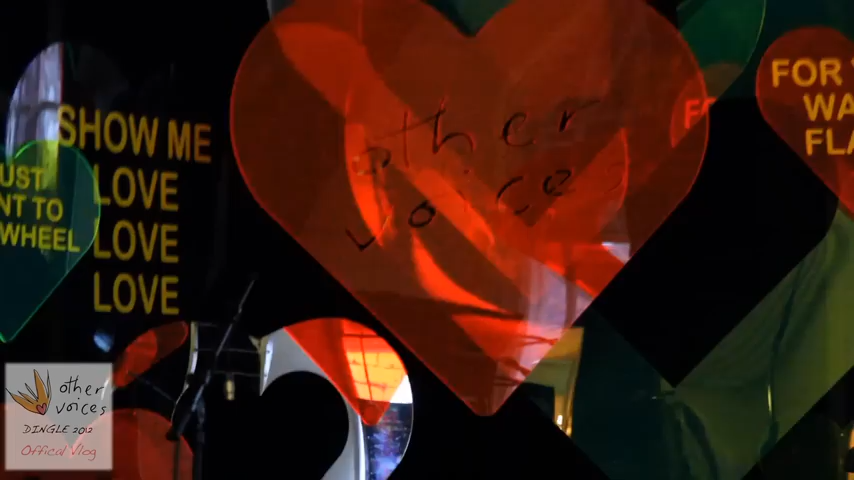 SHOW ME
LOVE
LOVE
LOVE
UST
NT TO
WHEEL
other
voices
FOR
WA
FLA
other
voices
DINGLE 2012
Offical Vlog